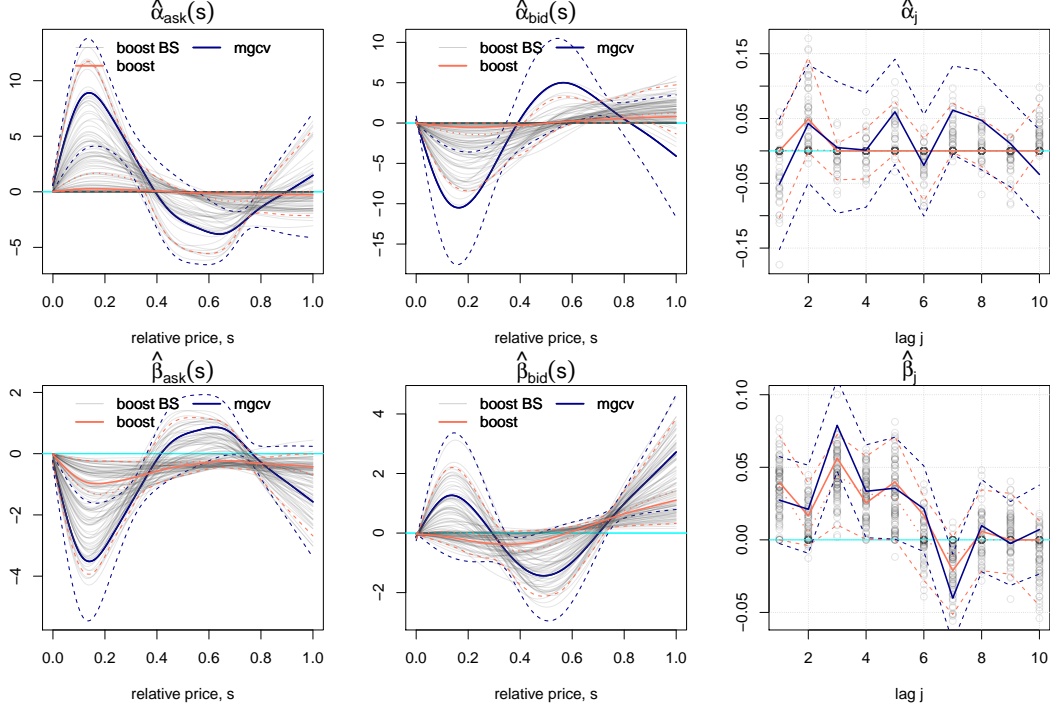 α̂ask(s)
boost BS mgcv
boost
10
5
0
−5
0.0 0.2 0.4 0.6 0.8 1.0
relative price, s
α̂bid(s)
boost BS mgcv
boost
10
5
0
−5
−10
−15
0.0 0.2 0.4 0.6 0.8 1.0
relative price, s
α̂j
0.15
0.05
−0.05
−0.15
2 4 6 8 10
lag j
β̂ask(s)
boost BS mgcv
boost
2
0
−2
−4
0.0 0.2 0.4 0.6 0.8 1.0
relative price, s
β̂bid(s)
boost BS mgcv
boost
4
2
0
−2
0.0 0.2 0.4 0.6 0.8 1.0
relative price, s
β̂j
0.10
0.05
0.00
−0.05
2 4 6 8 10
lag j